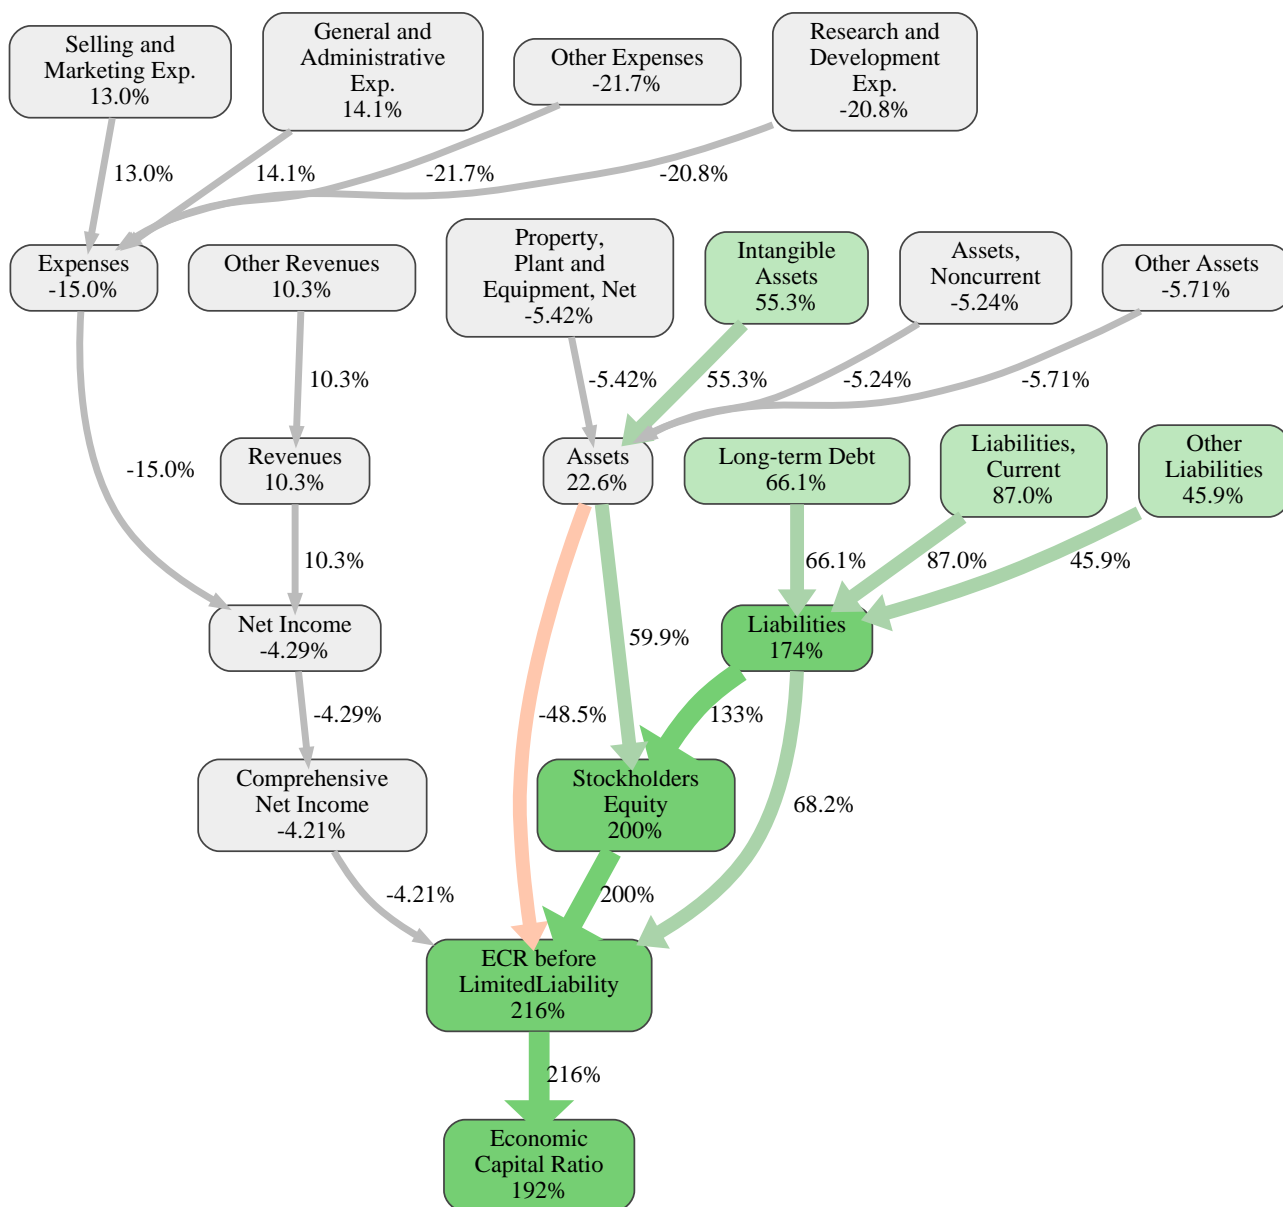 Selling and
Marketing Exp.
13.0%
General and
Administrative
Exp.
14.1%
Other Expenses
-21.7%
Research and
Development
Exp.
-20.8%
13.0%
14.1%
-21.7%
-20.8%
Expenses
-15.0%
Other Revenues
10.3%
Property,
Plant and
Equipment, Net
-5.42%
Intangible
Assets
55.3%
Assets,
Noncurrent
-5.24%
Other Assets
-5.71%
10.3%
-5.42%
55.3%
-5.24%
-5.71%
-15.0%
Revenues
10.3%
Assets
22.6%
Long-term Debt
66.1%
Liabilities,
Current
87.0%
Other
Liabilities
45.9%
10.3%
66.1%
87.0%
45.9%
Net Income
-4.29%
59.9%
Liabilities
174%
-4.29%
-48.5%
133%
Comprehensive
Net Income
-4.21%
Stockholders
Equity
200%
68.2%
-4.21%
200%
ECR before
LimitedLiability
216%
216%
Economic
Capital Ratio
192%